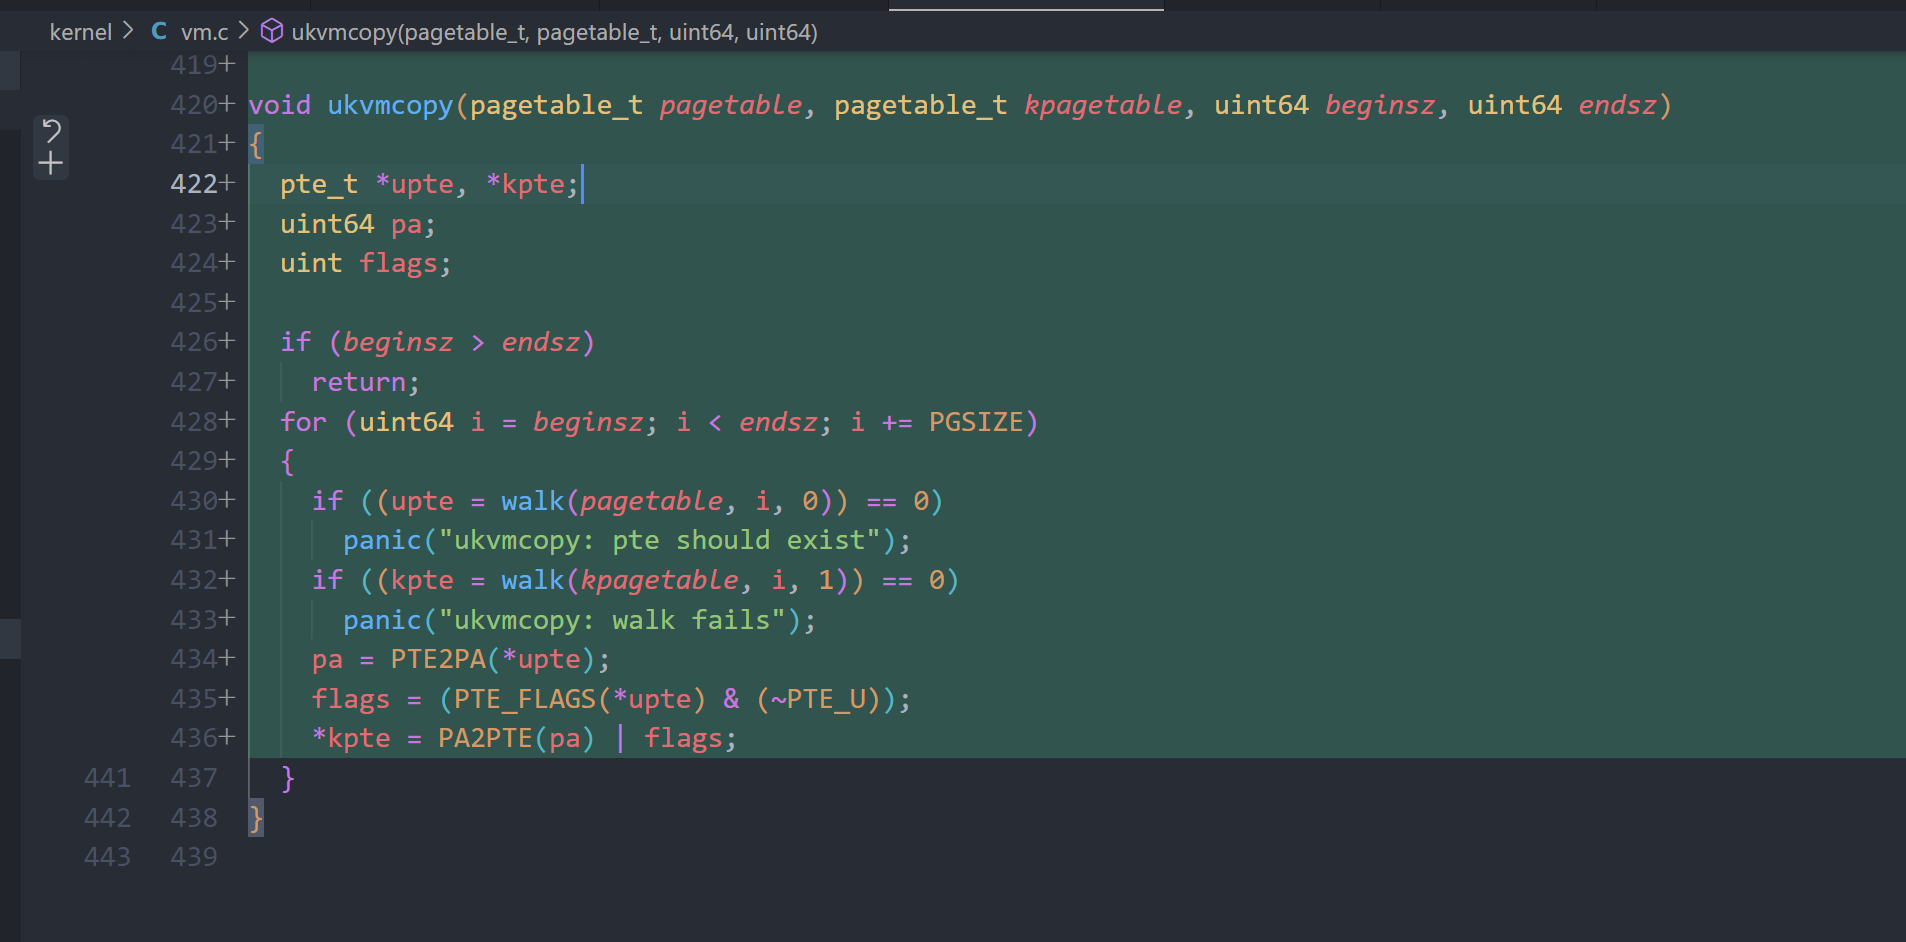 kernel > C vm.c > ukvmcopy(pagetable_t, pagetable_t, uint64, uint64)
419+
420+ void ukvmcopy(pagetable_t pagetable, pagetable_t kpagetable, uint64 beginsz, uint64 endsz)
421+ {
422+   pte_t *upte, *kpte;
423+   uint64 pa;
424+   uint flags;
425+
426+   if (beginsz > endsz)
427+     return;
428+   for (uint64 i = beginsz; i < endsz; i += PGSIZE)
429+   {
430+     if ((upte = walk(pagetable, i, 0)) == 0)
431+       panic("ukvmcopy: pte should exist");
432+     if ((kpte = walk(kpagetable, i, 1)) == 0)
433+       panic("ukvmcopy: walk fails");
434+     pa = PTE2PA(*upte);
435+     flags = (PTE_FLAGS(*upte) & (~PTE_U));
436+     *kpte = PA2PTE(pa) | flags;
441 437   }
442 438 }
443 439